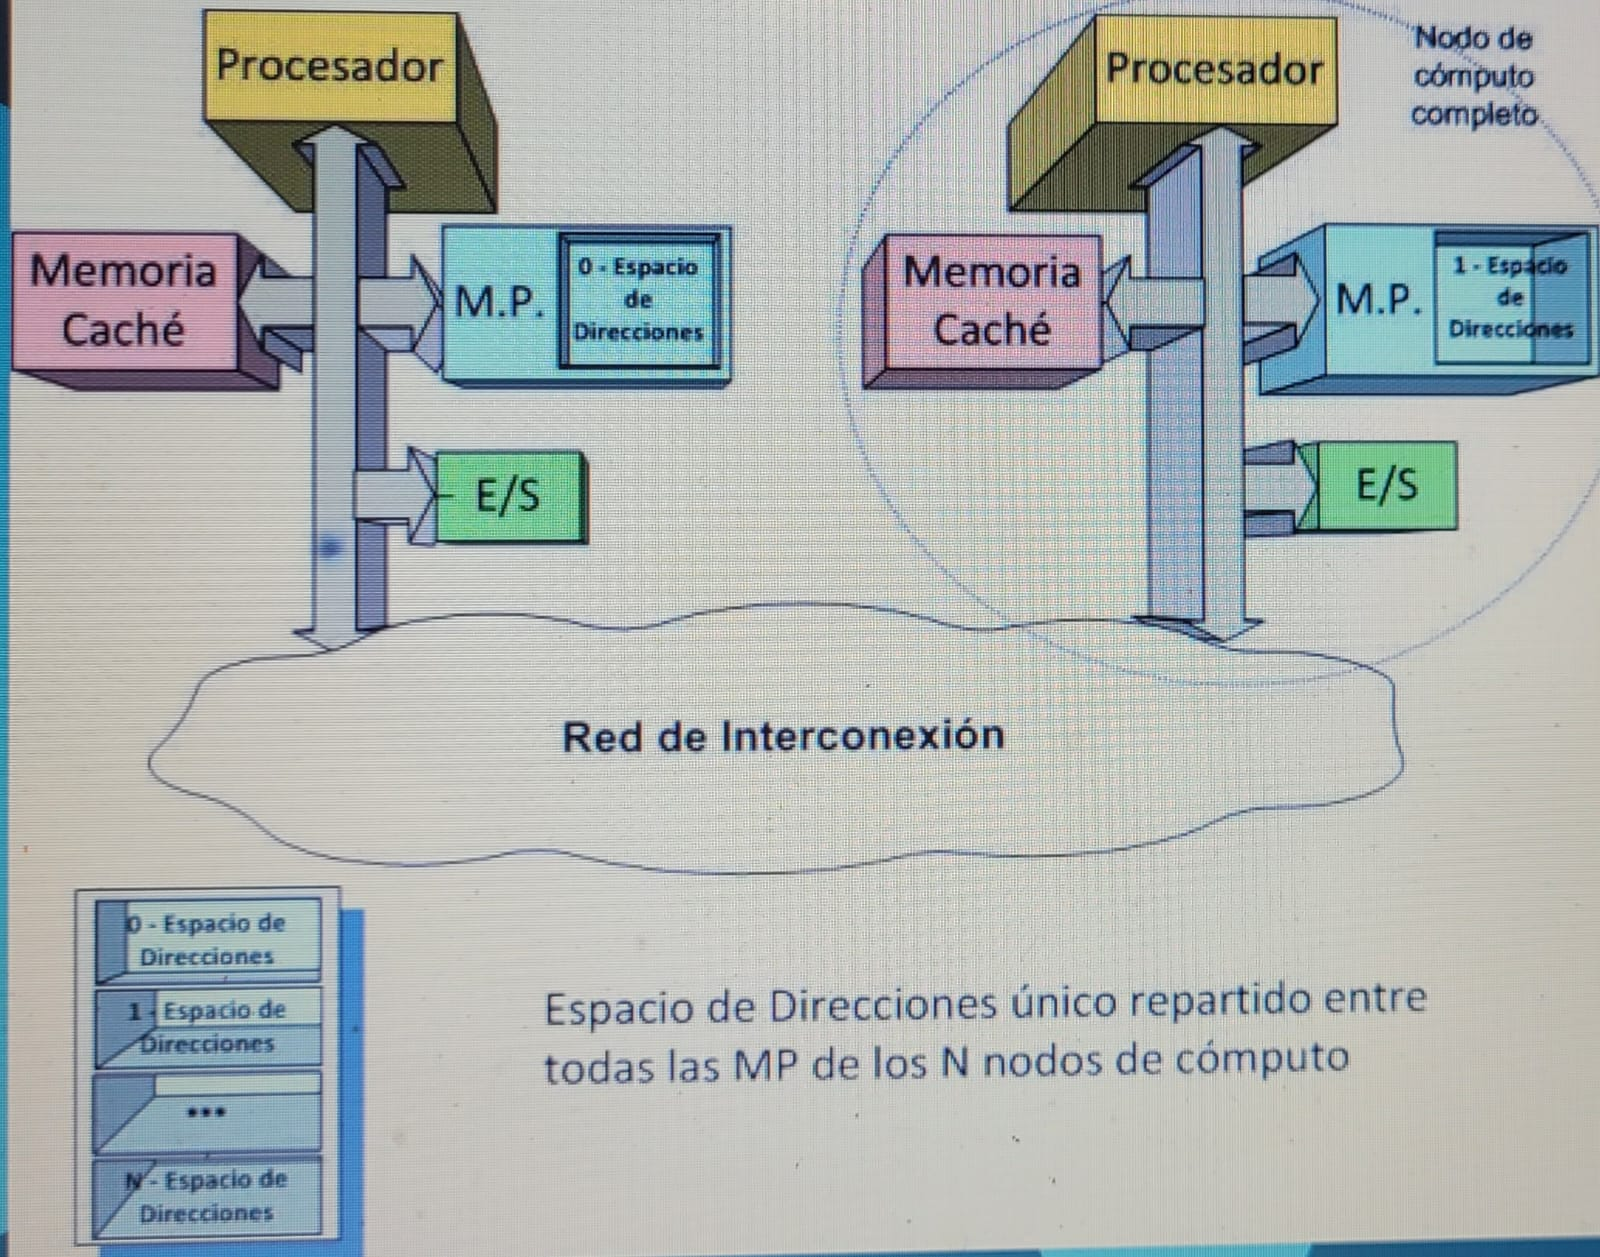 Procesador
Procesador
Nodo de
cómputo
completo
Memoria
Caché
M.P.
0 - Espacio
de
Direcciones
Memoria
Caché
M.P.
1 - Espacio
de
Direcciones
E/S
E/S
Red de Interconexión
0 - Espacio de
Direcciones
1 - Espacio de
Direcciones
...
N - Espacio de
Direcciones
Espacio de Direcciones único repartido entre
todas las MP de los N nodos de cómputo